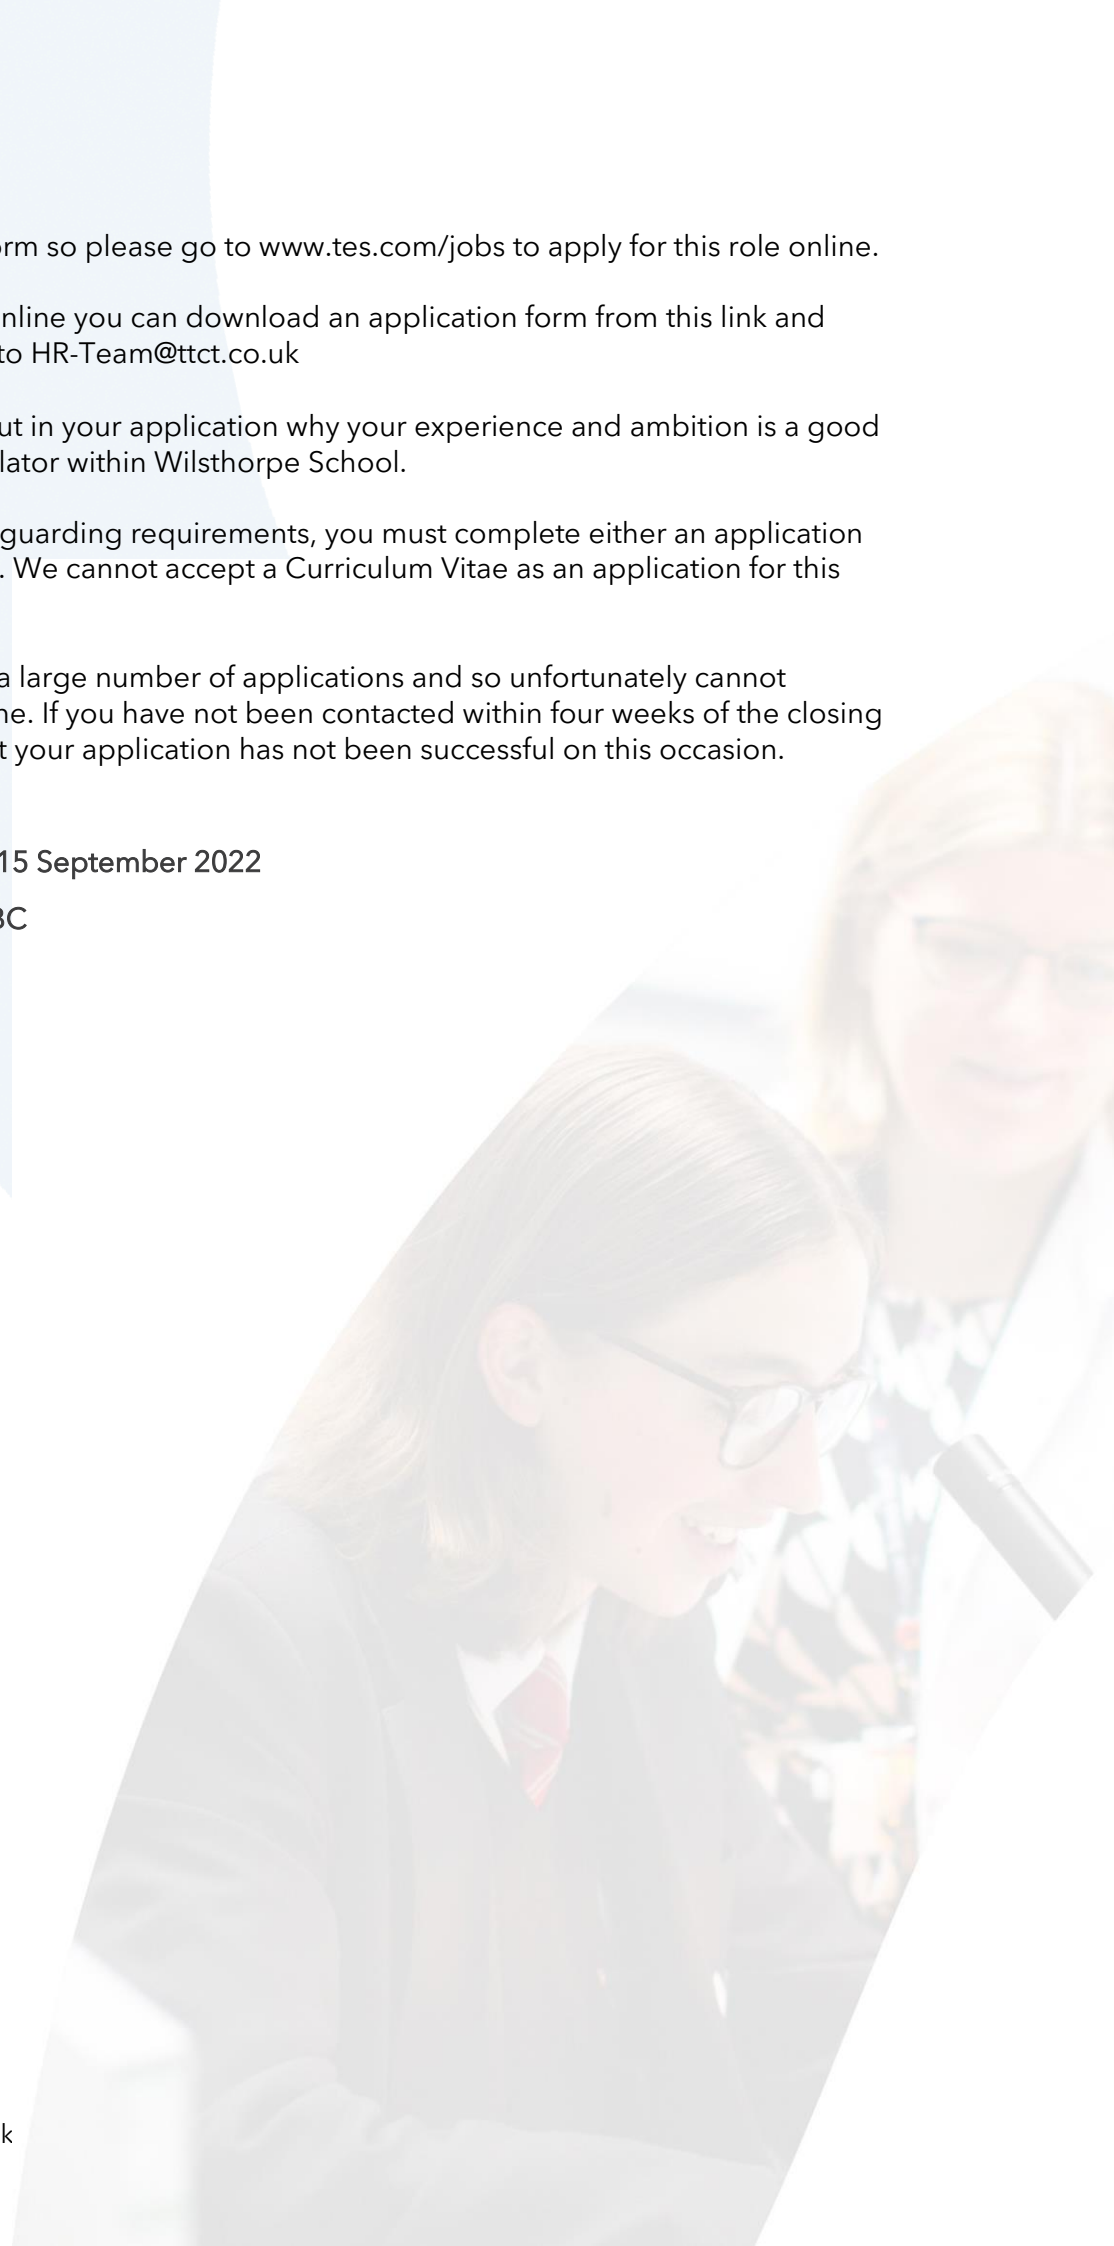 orm so please go to www.tes.com/jobs to apply for this role online.
nline you can download an application form from this link and
to HR-Team@ttct.co.uk
ut in your application why your experience and ambition is a good
lator within Wilsthorpe School.
guarding requirements, you must complete either an application
. We cannot accept a Curriculum Vitae as an application for this
a large number of applications and so unfortunately cannot
ne. If you have not been contacted within four weeks of the closing
t your application has not been successful on this occasion.
15 September 2022
BC
k